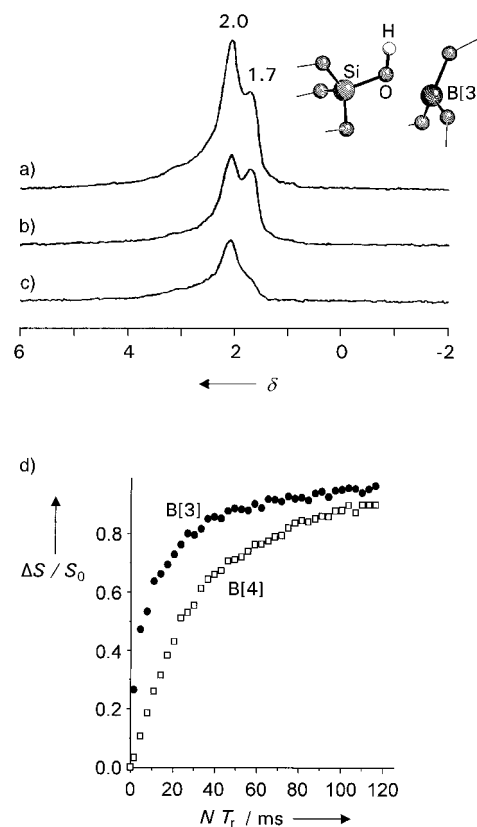 2.0
1.7
H
Si
O
B[3
a)
b)
c)
6 4 2 0 -2
δ
d)
B[3]
ΔS / S₀
B[4]
0.8
0.6
0.4
0.2
0.0
0 20 40 60 80 100 120
N Tᵣ / ms